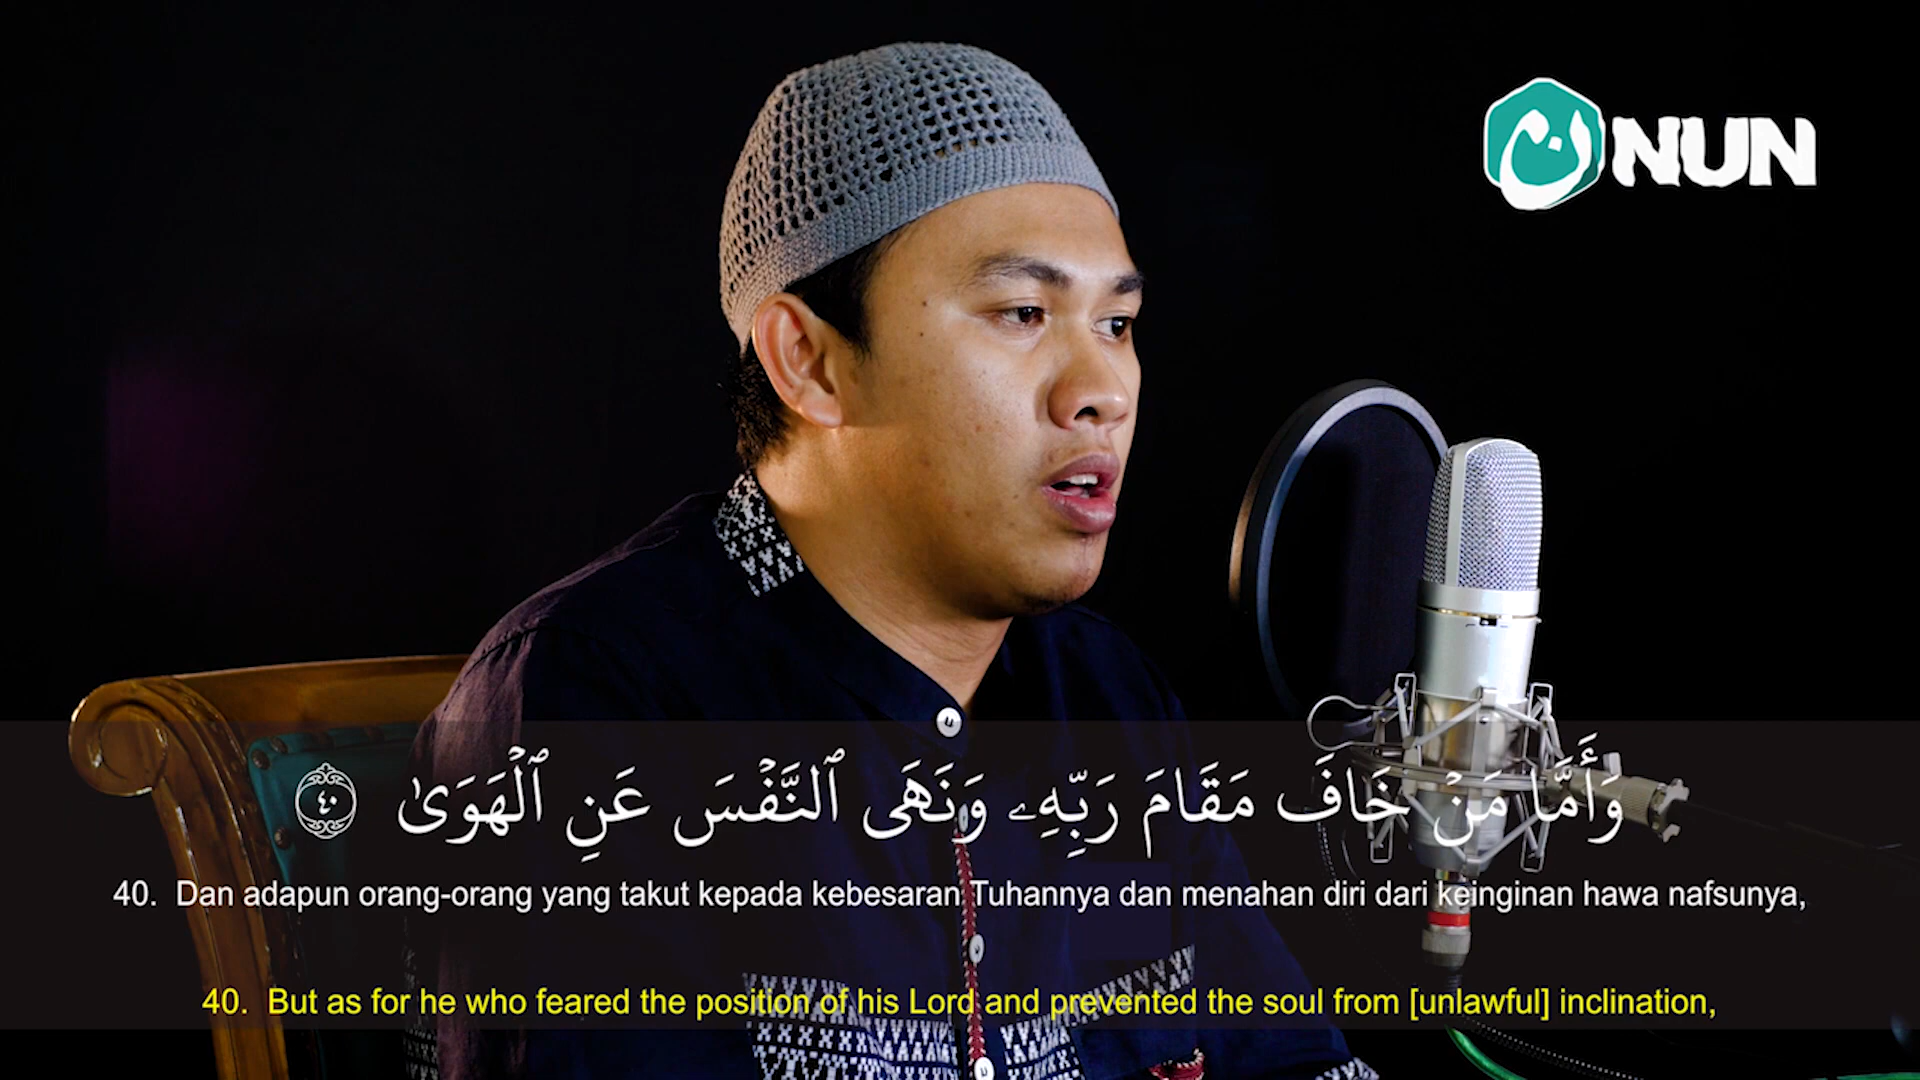 ن NUN
وَأَمَّا مَنۡ خَافَ مَقَامَ رَبِّهِۦ وَنَهَى ٱلنَّفۡسَ عَنِ ٱلۡهَوَىٰ ٤٠
40. Dan adapun orang-orang yang takut kepada kebesaran Tuhannya dan menahan diri dari keinginan hawa nafsunya,
40. But as for he who feared the position of his Lord and prevented the soul from [unlawful] inclination,